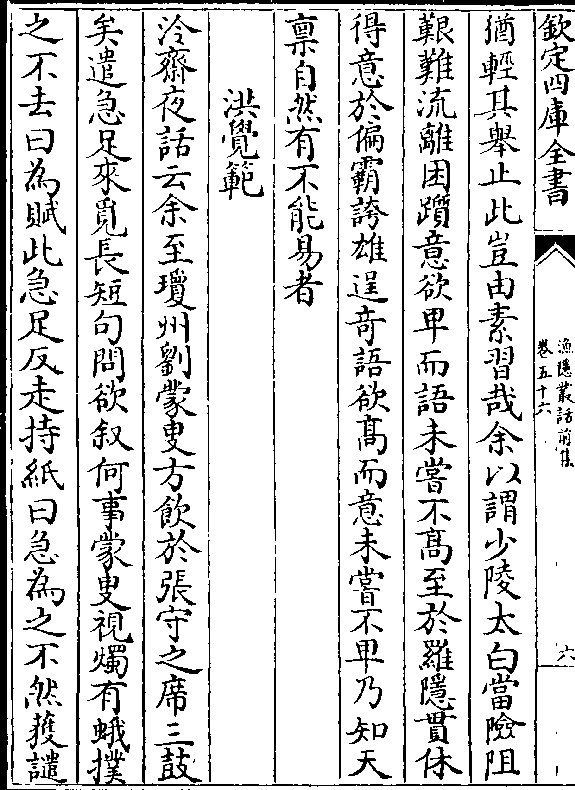 欽定四庫全書
漁隱叢話前集
卷五十六
六
猶輕其舉止此豈由素習哉余以謂少陵太白當險阻
艱難流離困躓意欲卑而語未嘗不髙至於羅隱貫休
得意於偏霸誇雄逞奇語欲髙而意未嘗不卑乃知天
禀自然有不能易者
洪覺範
泠齋夜話云余至瓊州劉蒙叟方飲於張守之席三鼓
矣遣急足來覓長短句問欲叙何事蒙叟視燭有蛾撲
之不去曰為賦此急足反走持紙曰急為之不然獲譴